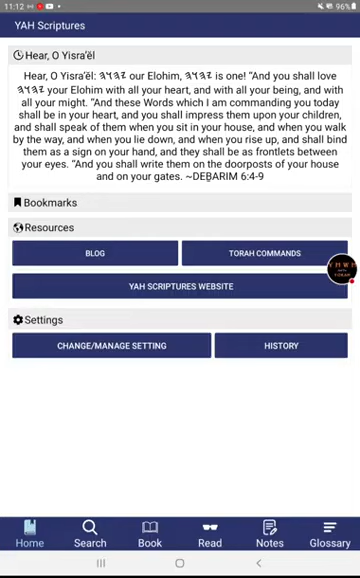 11:12
96%
YAH Scriptures
Hear, O Yisra'ĕl
Hear, O Yisra'ĕl: 𐤉𐤄𐤅𐤄 our Elohim, 𐤉𐤄𐤅𐤄 is one! "And you shall love
𐤉𐤄𐤅𐤄 your Elohim with all your heart, and with all your being, and with
all your might. "And these Words which I am commanding you today
shall be in your heart, and you shall impress them upon your children,
and shall speak of them when you sit in your house, and when you walk
by the way, and when you lie down, and when you rise up, and shall bind
them as a sign on your hand, and they shall be as frontlets between
your eyes. "And you shall write them on the doorposts of your house
and on your gates. ~DEḆARIM 6:4-9
Bookmarks
Resources
BLOG
TORAH COMMANDS
YAH SCRIPTURES WEBSITE
Settings
CHANGE/MANAGE SETTING
HISTORY
Home
Search
Book
Read
Notes
Glossary